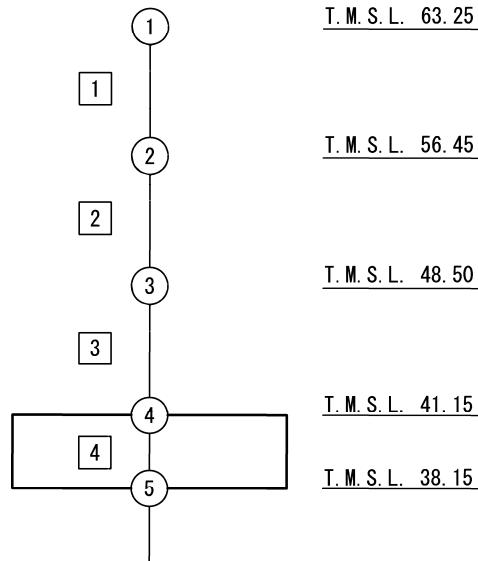 1 T. M. S. L. 63. 25
1
2 T. M. S. L. 56. 45
2
3 T. M. S. L. 48. 50
3
4 T. M. S. L. 41. 15
4
5 T. M. S. L. 38. 15